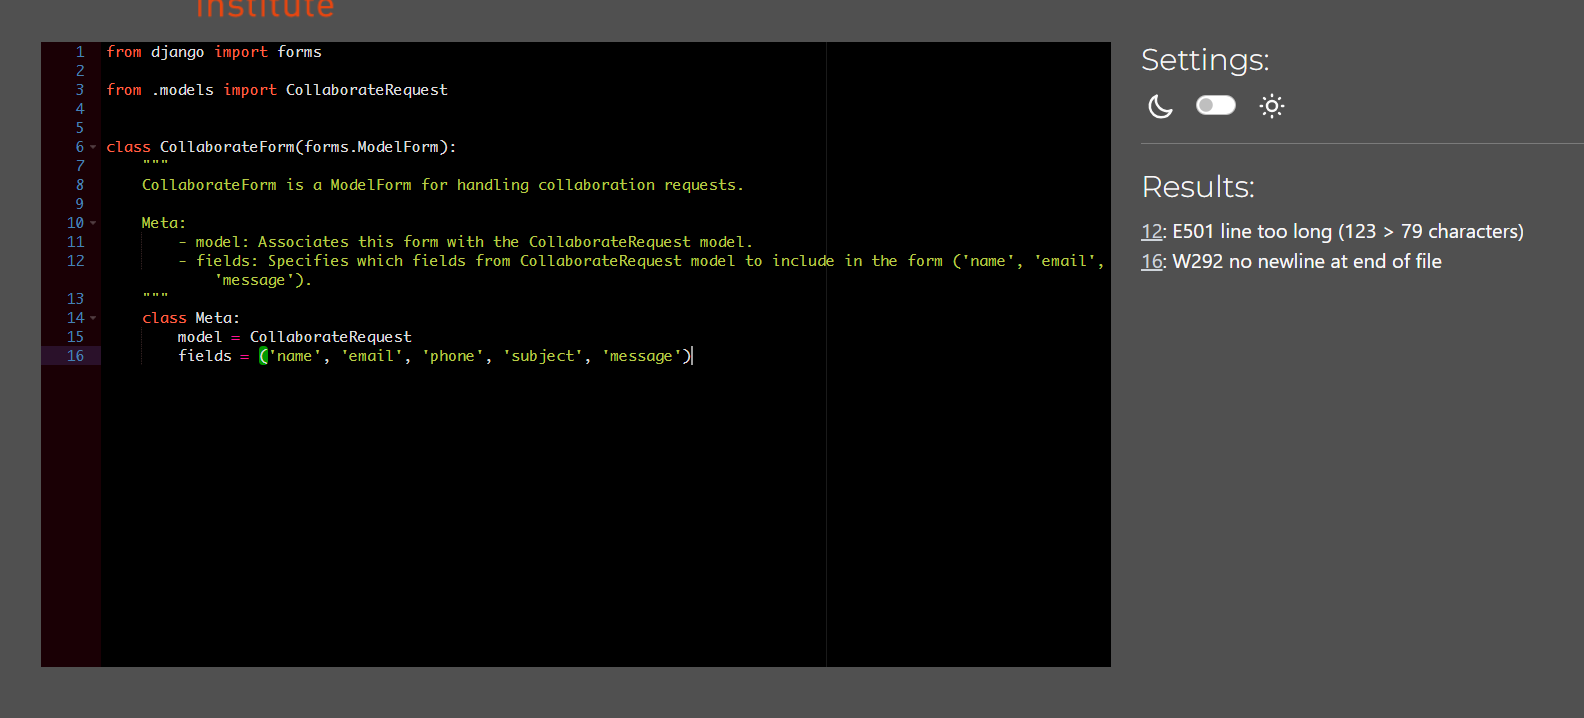 institute
1 from django import forms
2
3 from .models import CollaborateRequest
4
5
6 class CollaborateForm(forms.ModelForm):
7     """
8     CollaborateForm is a ModelForm for handling collaboration requests.
9
10     Meta:
11         - model: Associates this form with the CollaborateRequest model.
12         - fields: Specifies which fields from CollaborateRequest model to include in the form ('name', 'email',
            'message').
13     """
14     class Meta:
15         model = CollaborateRequest
16         fields = ('name', 'email', 'phone', 'subject', 'message')
Settings:
Results:
12: E501 line too long (123 > 79 characters)
16: W292 no newline at end of file